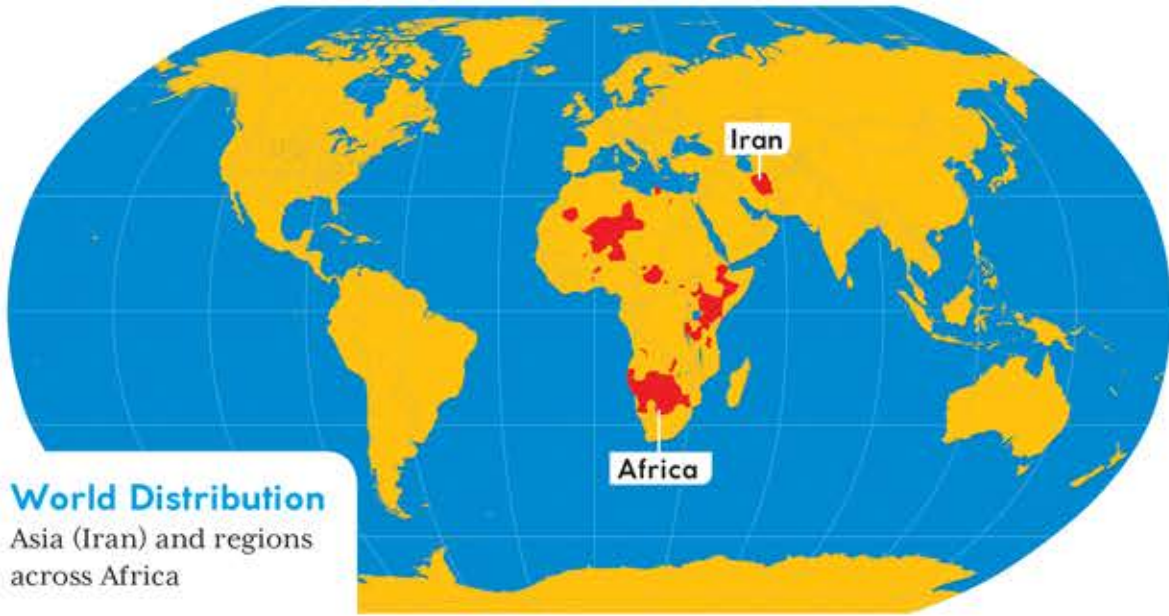 Iran
Africa
World Distribution
Asia (Iran) and regions
across Africa